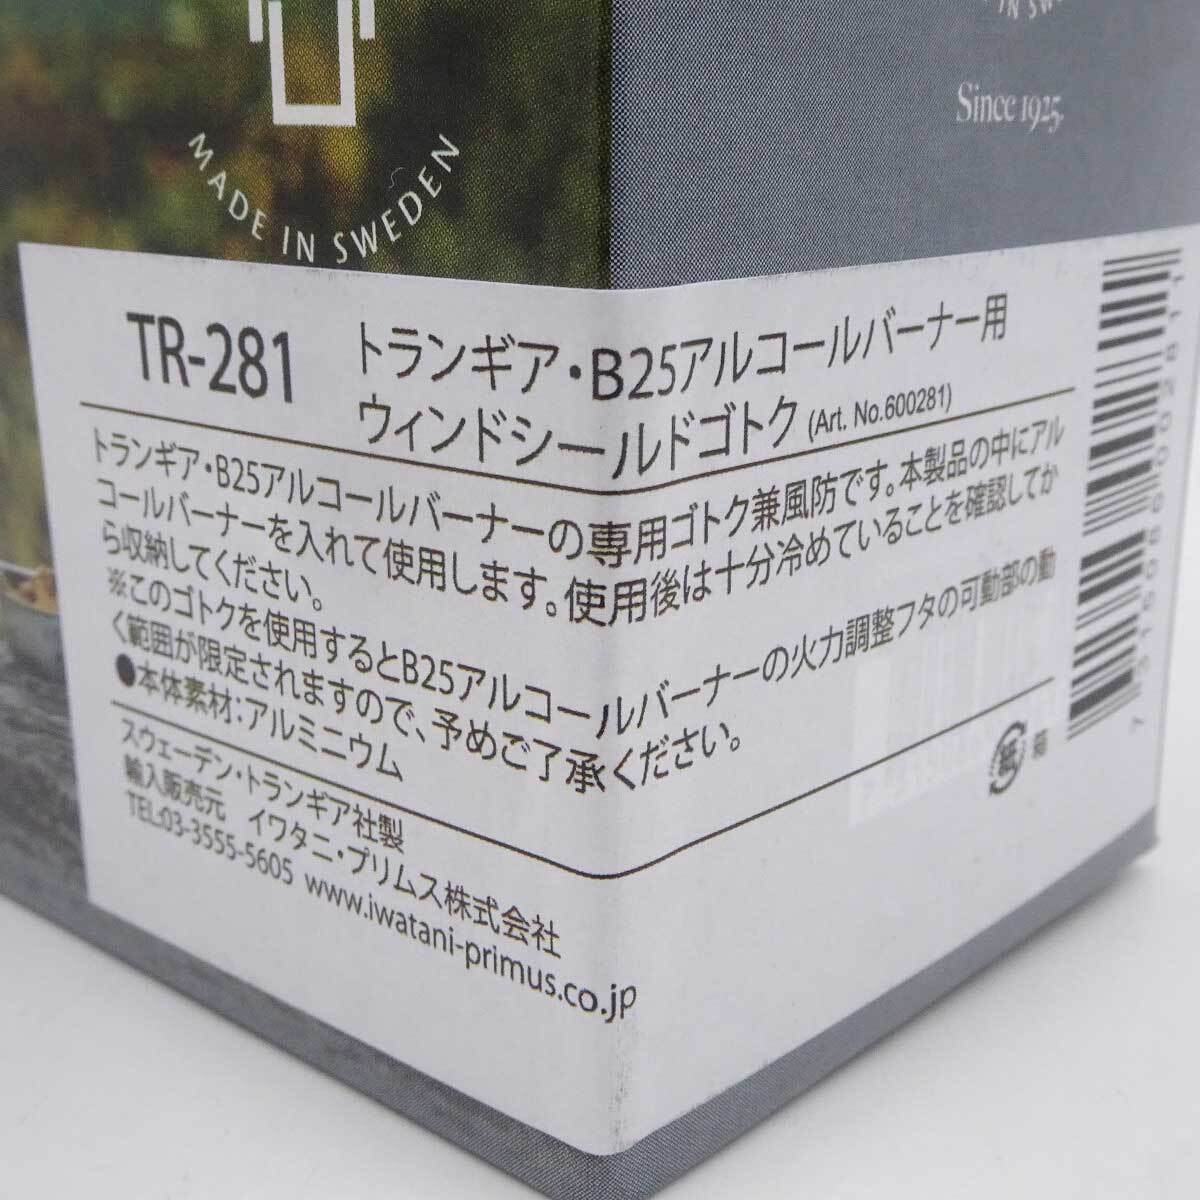 MADE IN SWEDEN
IN SW
Since 1925.
TR-281
トランギア・B25アルコールバーナー用
ウィンドシールドゴトク (Art. No.600281)
トランギア・B25アルコールバーナーの専用ゴトク兼風防です。本製品の中にアル
コールバーナーを入れて使用します。使用後は十分冷めていることを確認してか
ら収納してください。
※このゴトクを使用するとB25アルコールバーナーの火力調整フタの可動部の動
く範囲が限定されますので、予めご了承ください。
●本体素材:アルミニウム
スウェーデン・トランギア社製
輸入販売元 イワタニ・プリムス株式会社
TEL:03-3555-5605 www.iwatani-primus.co.jp
紙 箱